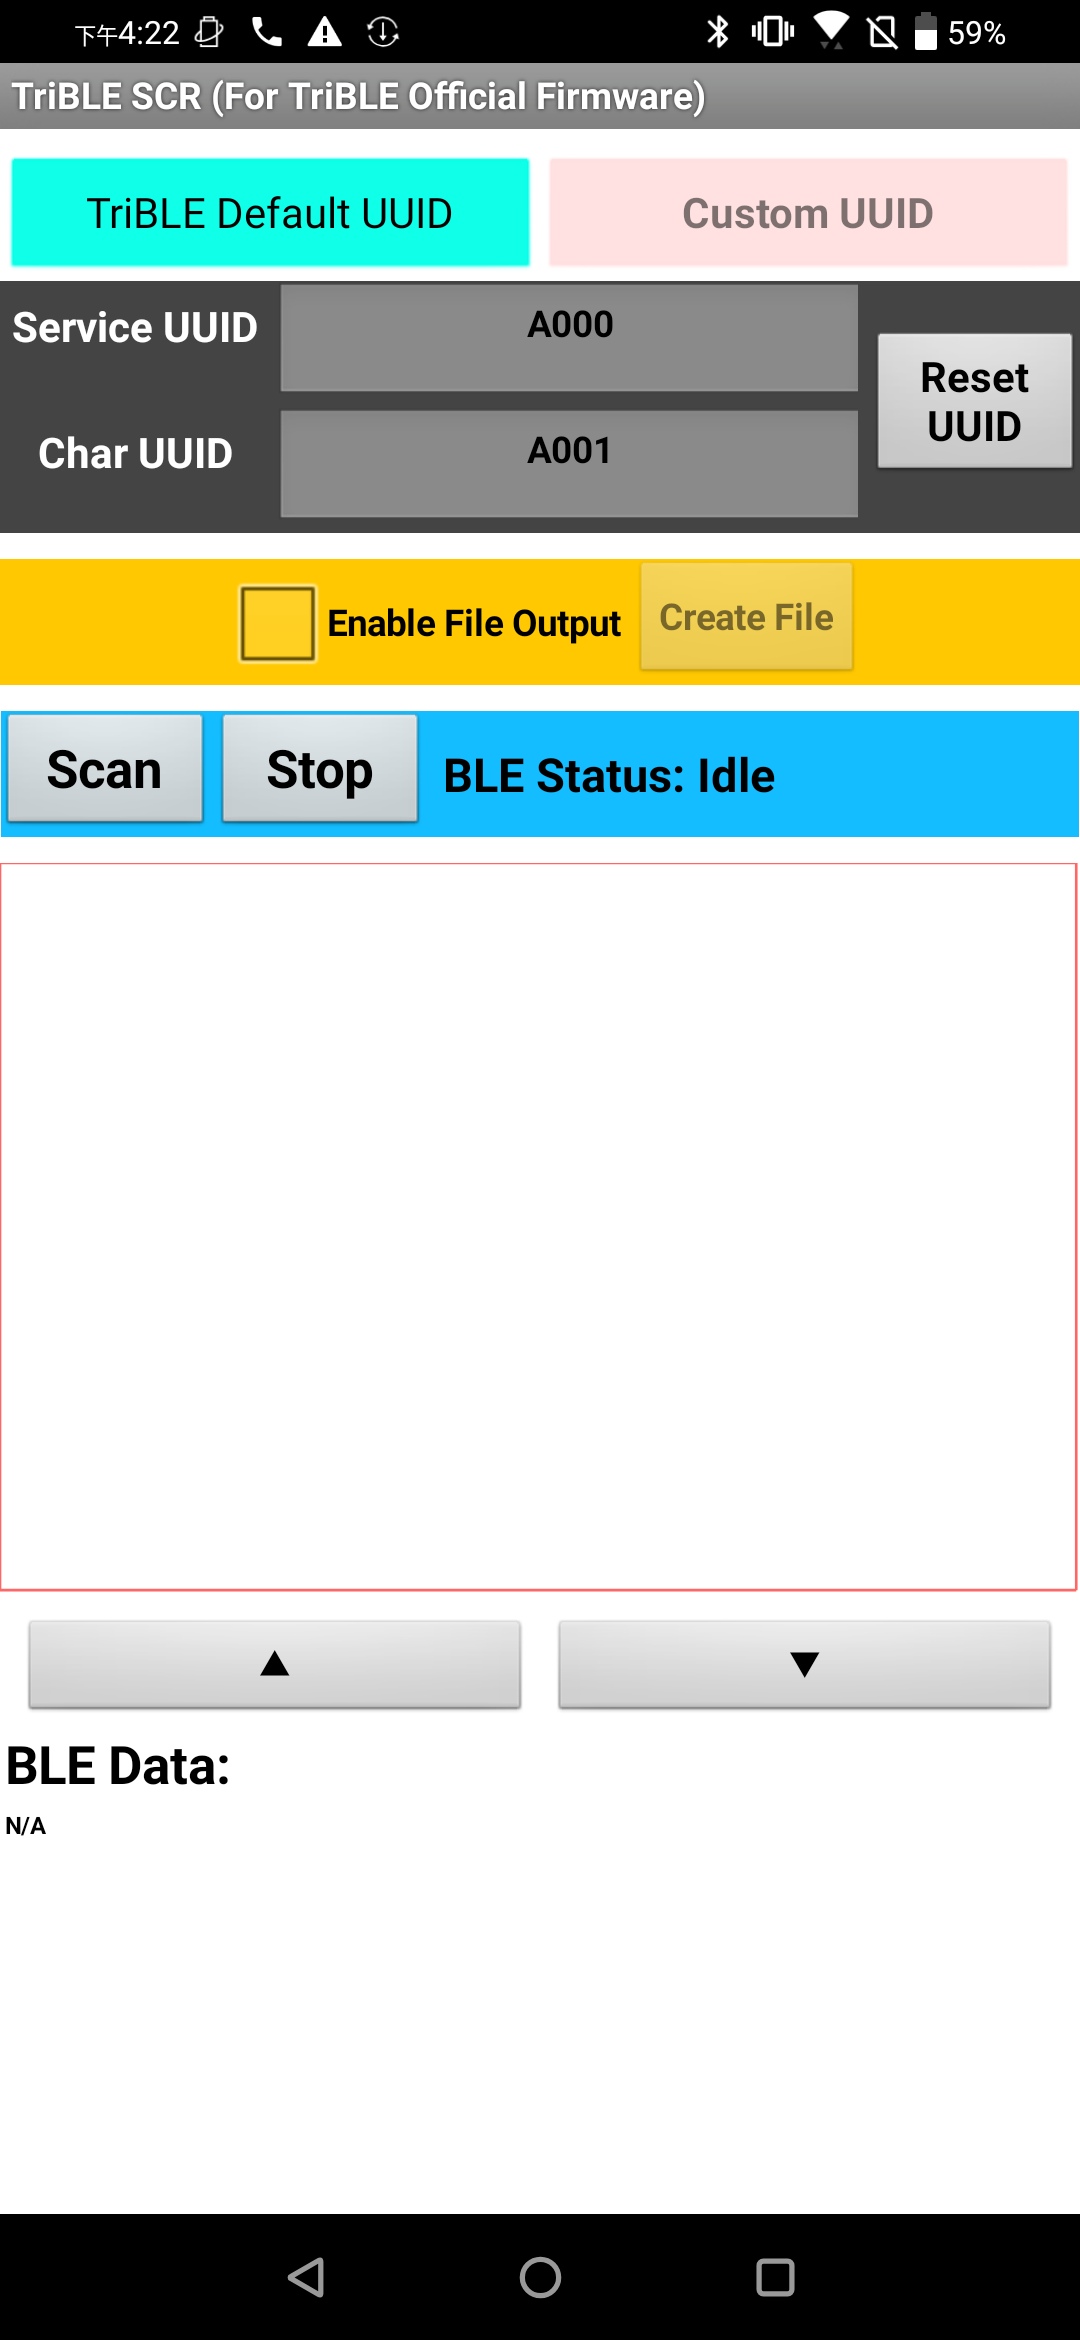 下午4:22 59%
TriBLE SCR (For TriBLE Official Firmware)
TriBLE Default UUID Custom UUID
Service UUID A000
Reset
UUID
Char UUID A001
Enable File Output Create File
Scan Stop BLE Status: Idle
▲ ▼
BLE Data:
N/A